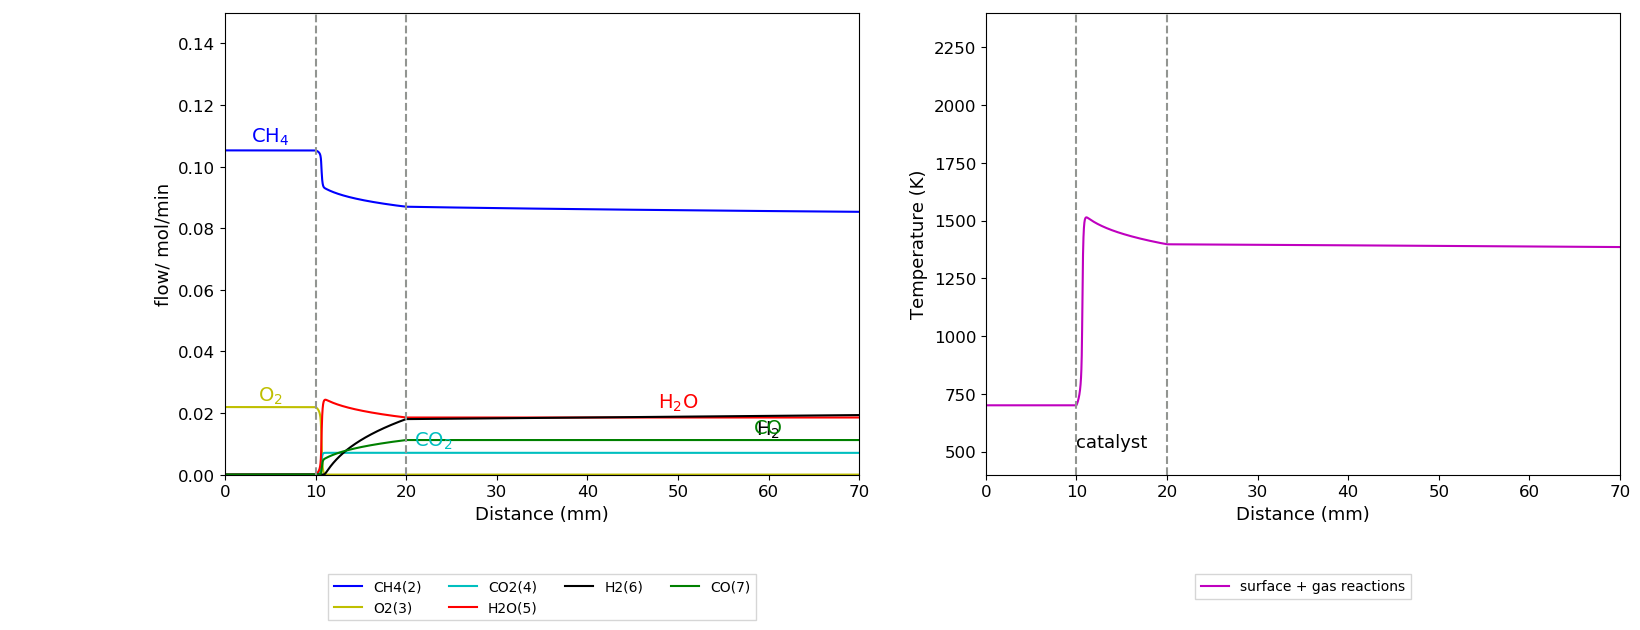 0.14
0.12
0.10
0.08
0.06
0.04
0.02
0.00
flow/ mol/min
CH₄
O₂
CO₂
H₂O
CO
H₂
0 10 20 30 40 50 60 70
Distance (mm)
CH4(2) CO2(4) H2(6) CO(7)
O2(3) H2O(5)
2250
2000
1750
1500
1250
1000
750
500
Temperature (K)
catalyst
0 10 20 30 40 50 60 70
Distance (mm)
surface + gas reactions